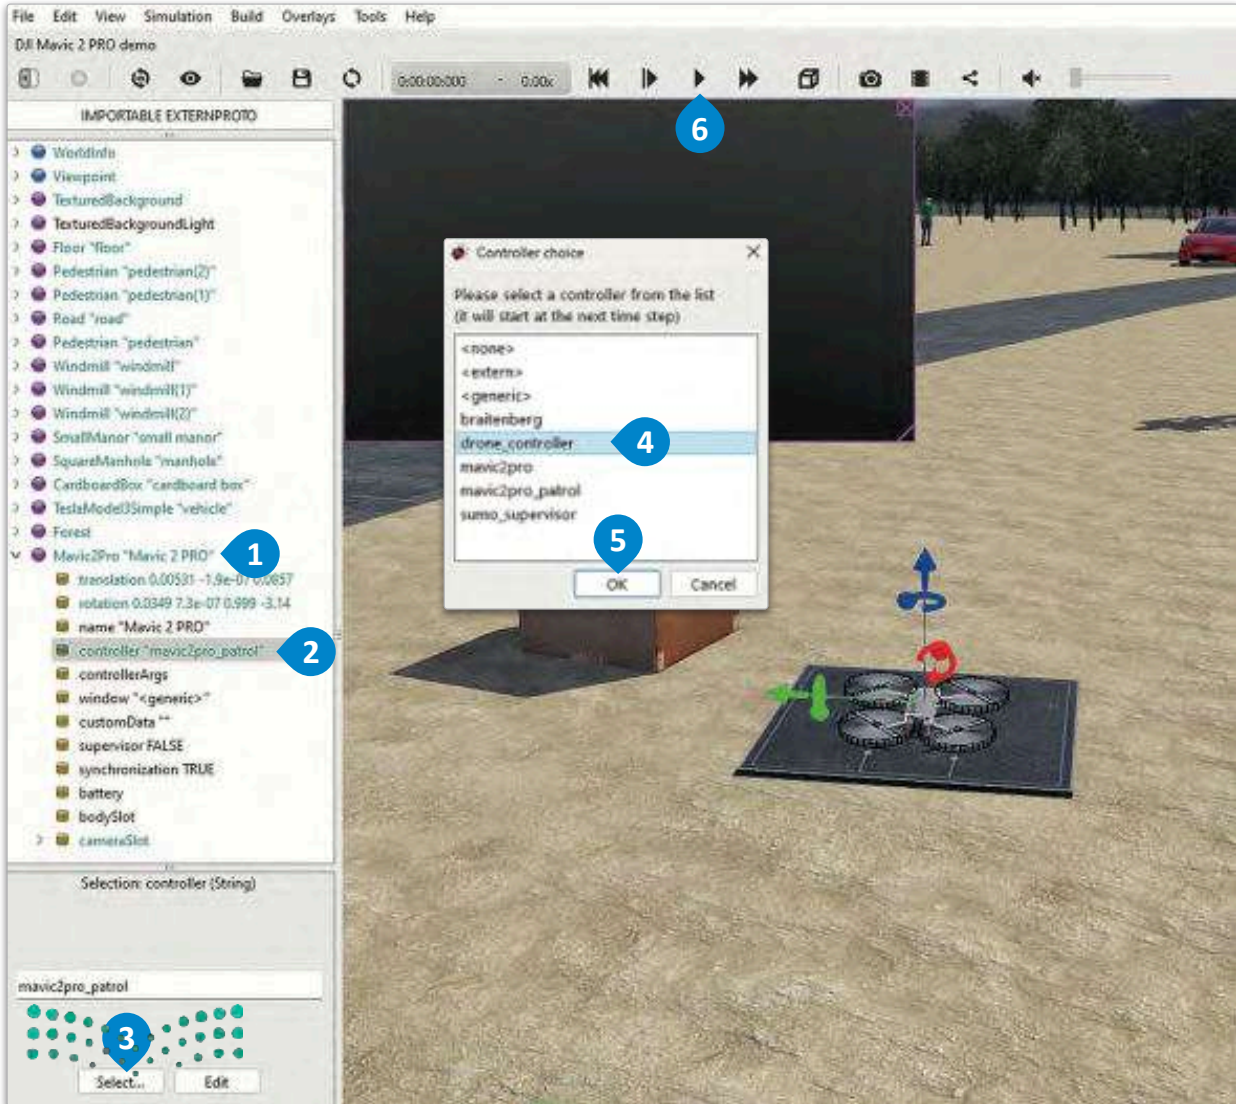 File Edit View Simulation Build Overlays Tools Help
DJI Mavic 2 PRO demo
0:00:00:000 - 0.00x
6
IMPORTABLE EXTERNPROTO
WorldInfo
Viewpoint
TexturedBackground
TexturedBackgroundLight
Floor "floor"
Pedestrian "pedestrian(2)"
Pedestrian "pedestrian(1)"
Road "road"
Pedestrian "pedestrian"
Windmill "windmill"
Windmill "windmill(1)"
Windmill "windmill(2)"
SmallManor "small manor"
SquareManhole "manhole"
CardboardBox "cardboard box"
TeslaModel3Simple "vehicle"
Forest
Mavic2Pro "Mavic 2 PRO"
1
translation 0.00531 -1.9e-07 0.0857
rotation 0.0349 7.3e-07 0.999 -3.14
name "Mavic 2 PRO"
controller "mavic2pro_patrol"
2
controllerArgs
window "<generic>"
customData ""
supervisor FALSE
synchronization TRUE
battery
bodySlot
cameraSlot
Selection: controller (String)
mavic2pro_patrol
3
Select... Edit
Controller choice
Please select a controller from the list
(it will start at the next time step)
<none>
<extern>
<generic>
braitenberg
drone_controller
4
mavic2pro
mavic2pro_patrol
sumo_supervisor
5
OK Cancel